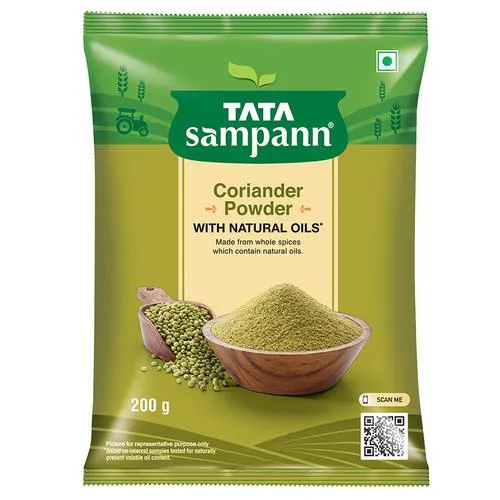 TATA
sampann®
Coriander
Powder
WITH NATURAL OILS*
Made from whole spices
which contain natural oils.
200 g
SCAN ME
Picture for representative purpose only
*Based on internal samples tested for naturally
present volatile oil content.